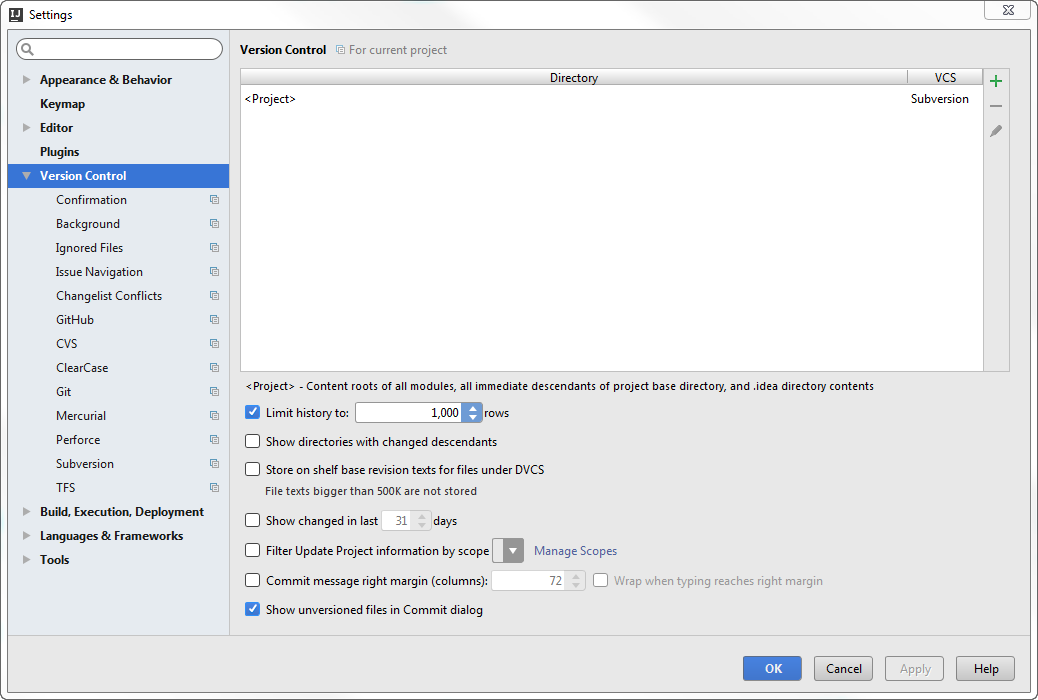 Settings
Appearance & Behavior
Keymap
Editor
Plugins
Version Control
Confirmation
Background
Ignored Files
Issue Navigation
Changelist Conflicts
GitHub
CVS
ClearCase
Git
Mercurial
Perforce
Subversion
TFS
Build, Execution, Deployment
Languages & Frameworks
Tools
Version Control For current project
Directory VCS
<Project> Subversion
<Project> - Content roots of all modules, all immediate descendants of project base directory, and .idea directory contents
Limit history to: 1,000 rows
Show directories with changed descendants
Store on shelf base revision texts for files under DVCS
File texts bigger than 500K are not stored
Show changed in last 31 days
Filter Update Project information by scope Manage Scopes
Commit message right margin (columns): 72 Wrap when typing reaches right margin
Show unversioned files in Commit dialog
OK Cancel Apply Help